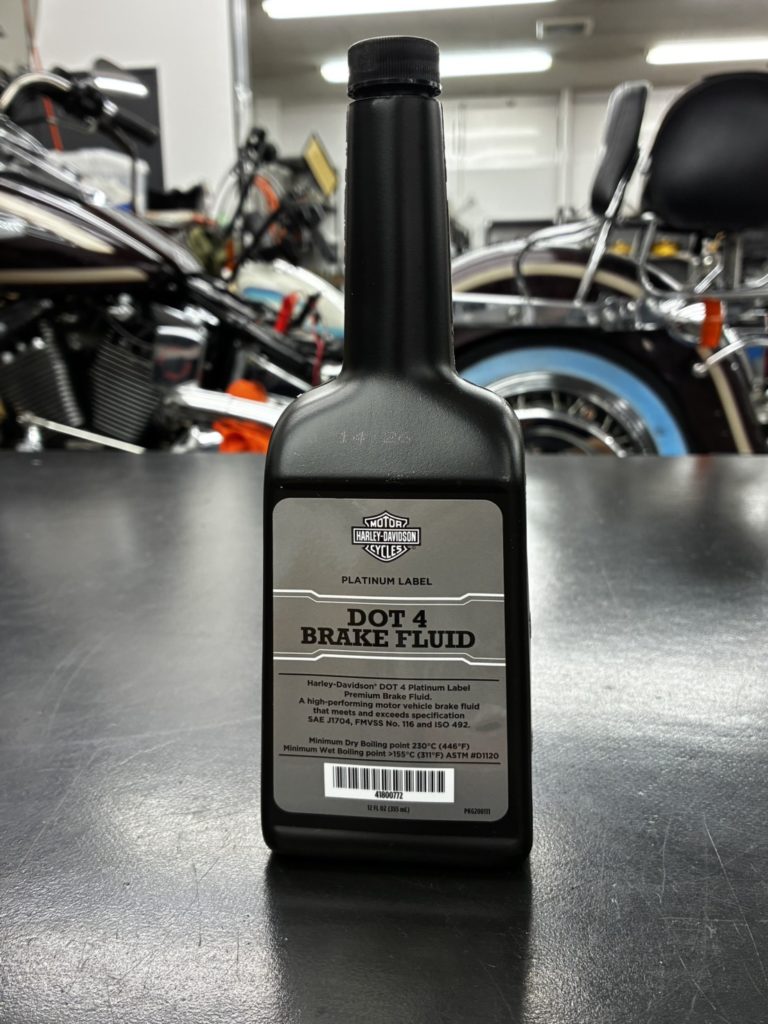 14 26
MOTOR
HARLEY-DAVIDSON
CYCLES
PLATINUM LABEL
DOT 4
BRAKE FLUID
Harley-Davidson® DOT 4 Platinum Label
Premium Brake Fluid.
A high-performing motor vehicle brake fluid
that meets and exceeds specification
SAE J1704, FMVSS No. 116 and ISO 492.
Minimum Dry Boiling point 230°C (446°F)
Minimum Wet Boiling point >155°C (311°F) ASTM #D1120
41800772
12 FL OZ (355 mL) PKG200131